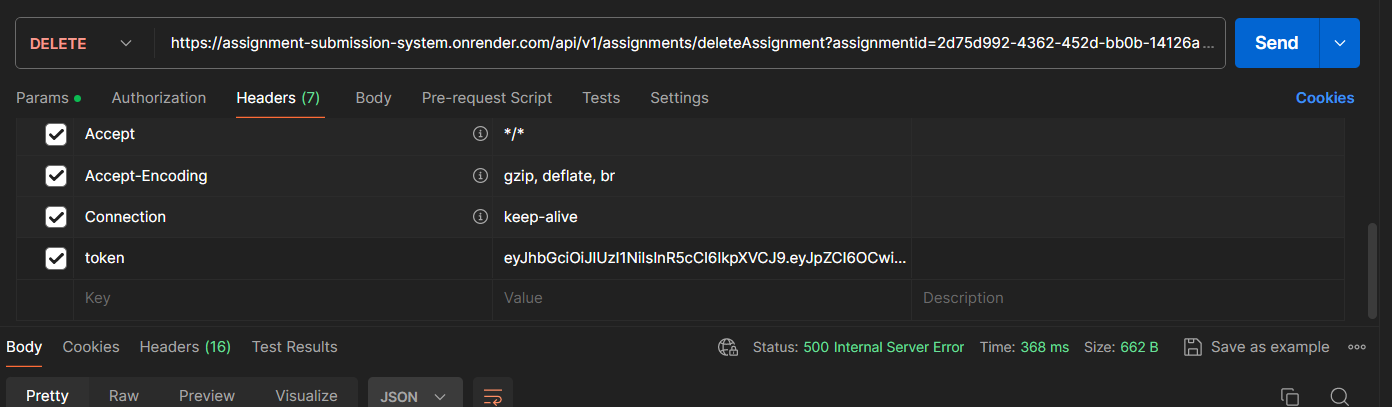 DELETE https://assignment-submission-system.onrender.com/api/v1/assignments/deleteAssignment?assignmentid=2d75d992-4362-452d-bb0b-14126a ... Send
Params Authorization Headers (7) Body Pre-request Script Tests Settings Cookies
Accept */*
Accept-Encoding gzip, deflate, br
Connection keep-alive
token eyJhbGciOiJIUzI1NiIsInR5cCI6IkpXVCJ9.eyJpZCI6OCwi...
Key Value Description
Body Cookies Headers (16) Test Results Status: 500 Internal Server Error Time: 368 ms Size: 662 B Save as example
Pretty Raw Preview Visualize JSON